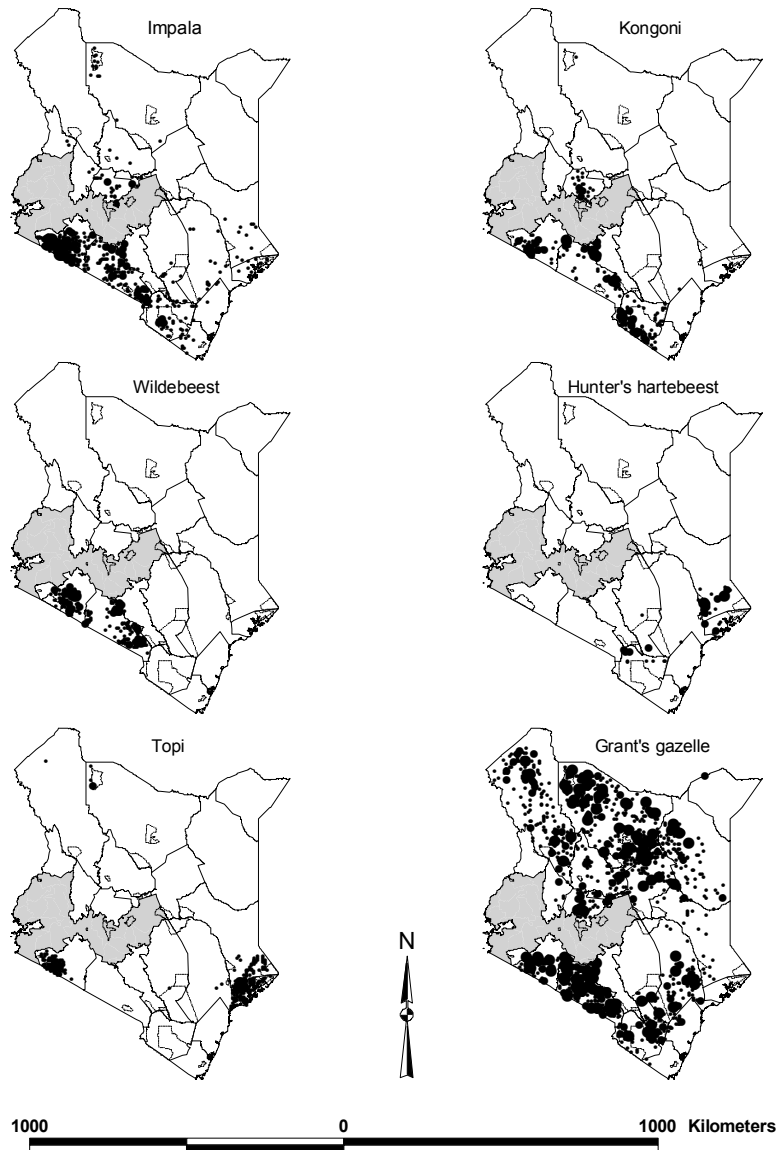 Impala
Kongoni
Wildebeest
Hunter's hartebeest
Topi
Grant's gazelle
N
1000 0 1000 Kilometers